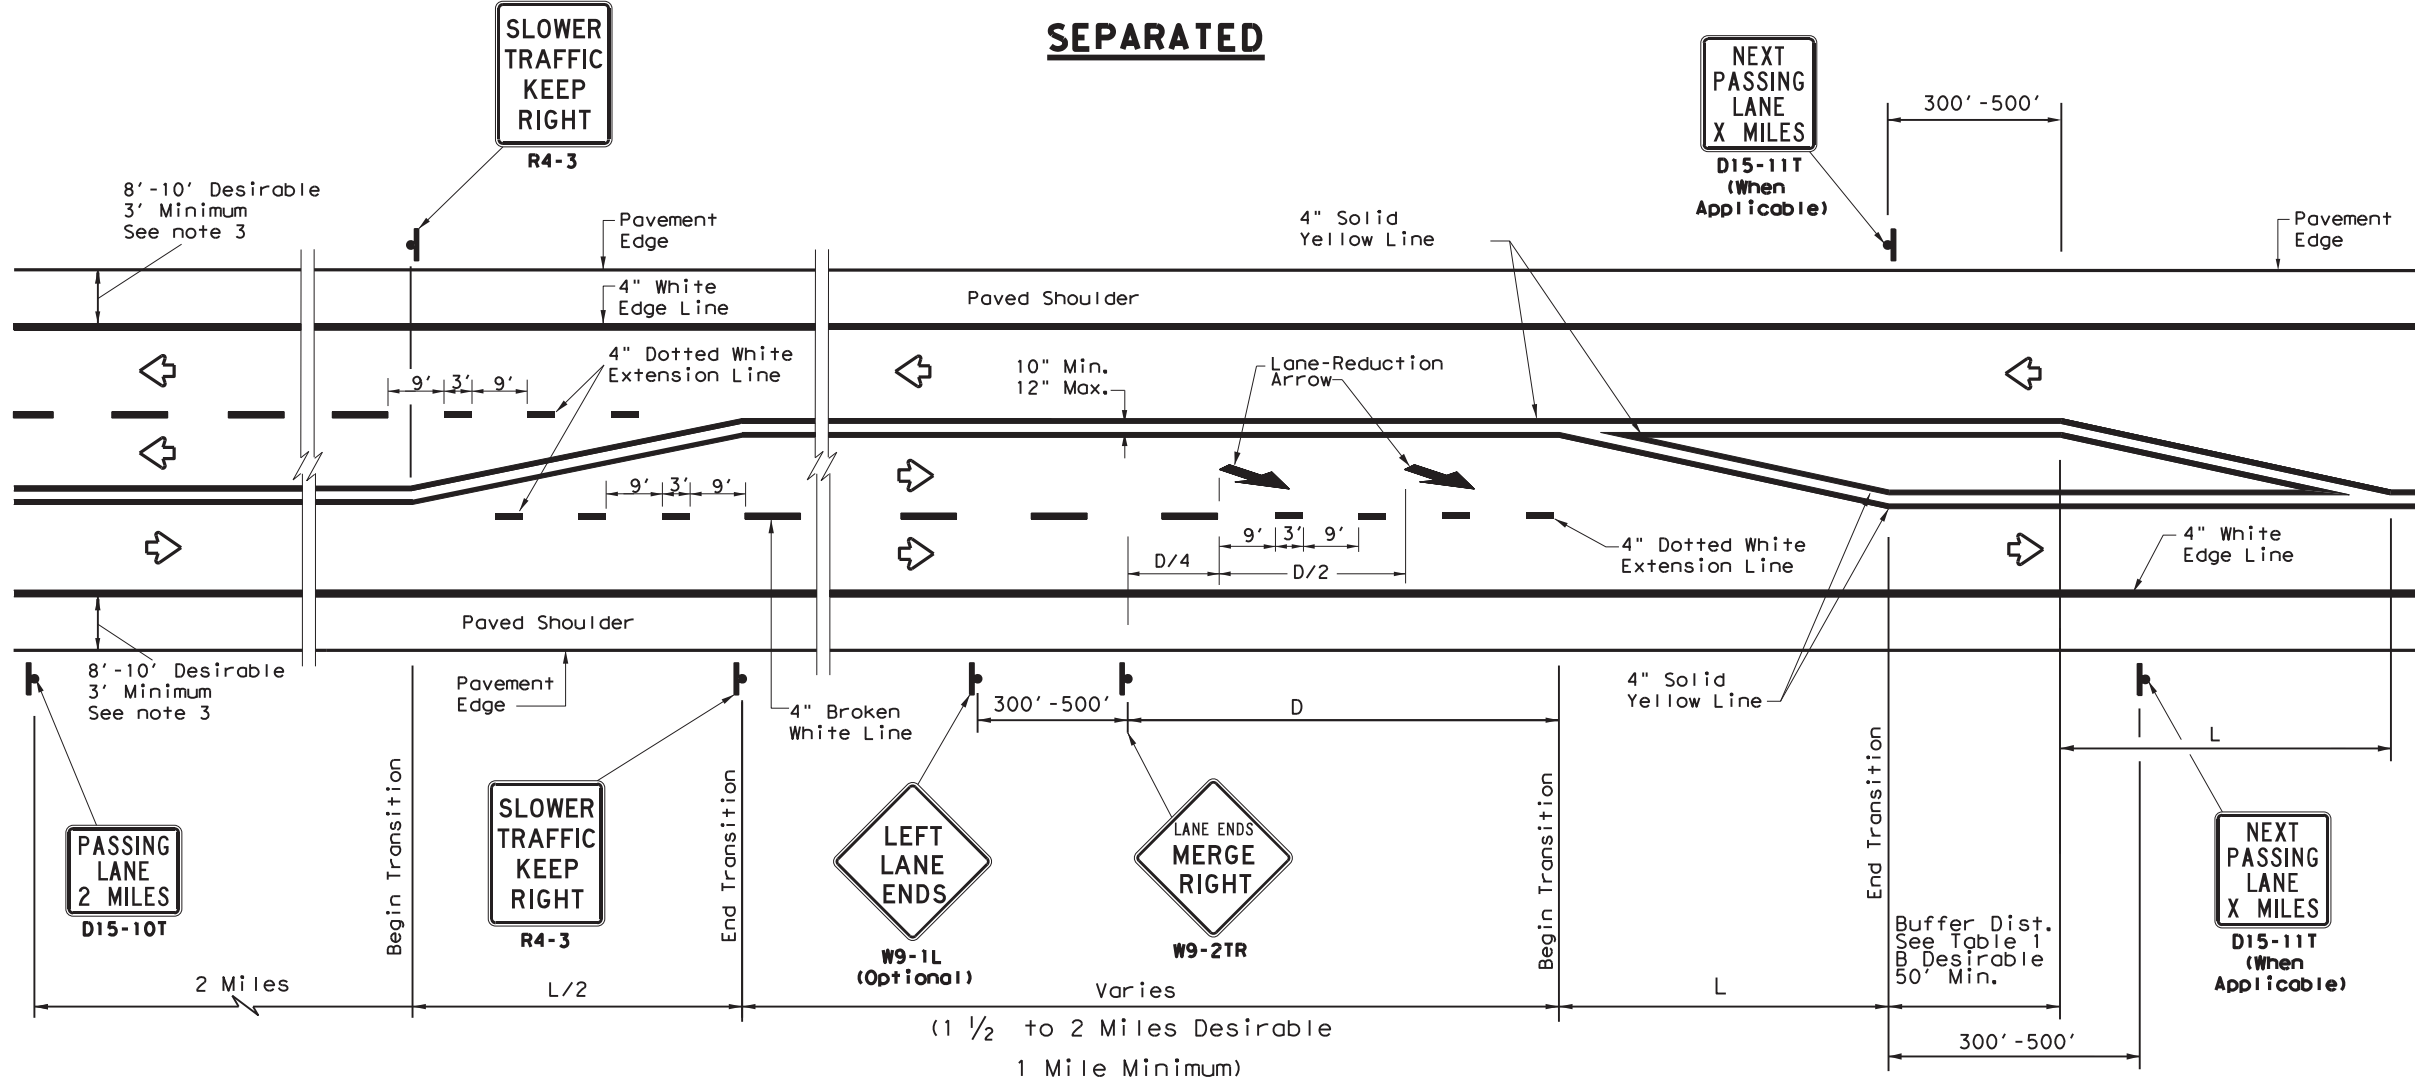 SEPARATED
SLOWER
TRAFFIC
KEEP
RIGHT
R4-3
NEXT
PASSING
LANE
X MILES
D15-11T
(When
Applicable)
300'-500'
8'-10' Desirable
3' Minimum
See note 3
Pavement
Edge
4" Solid
Yellow Line
Pavement
Edge
4" White
Edge Line
Paved Shoulder
4" Dotted White
Extension Line
9'
3'
9'
10" Min.
12" Max.
Lane-Reduction
Arrow
9'
3'
9'
9'
3'
9'
D/4
D/2
4" Dotted White
Extension Line
4" White
Edge Line
Paved Shoulder
8'-10' Desirable
3' Minimum
See note 3
Pavement
Edge
4" Broken
White Line
300'-500'
D
4" Solid
Yellow Line
L
Begin Transition
End Transition
Begin Transition
End Transition
PASSING
LANE
2 MILES
D15-10T
SLOWER
TRAFFIC
KEEP
RIGHT
R4-3
LEFT
LANE
ENDS
W9-1L
(Optional)
LANE ENDS
MERGE
RIGHT
W9-2TR
Buffer Dist.
See Table 1
B Desirable
50' Min.
NEXT
PASSING
LANE
X MILES
D15-11T
(When
Applicable)
2 Miles
L/2
Varies
(1 1/2 to 2 Miles Desirable
1 Mile Minimum)
L
300'-500'